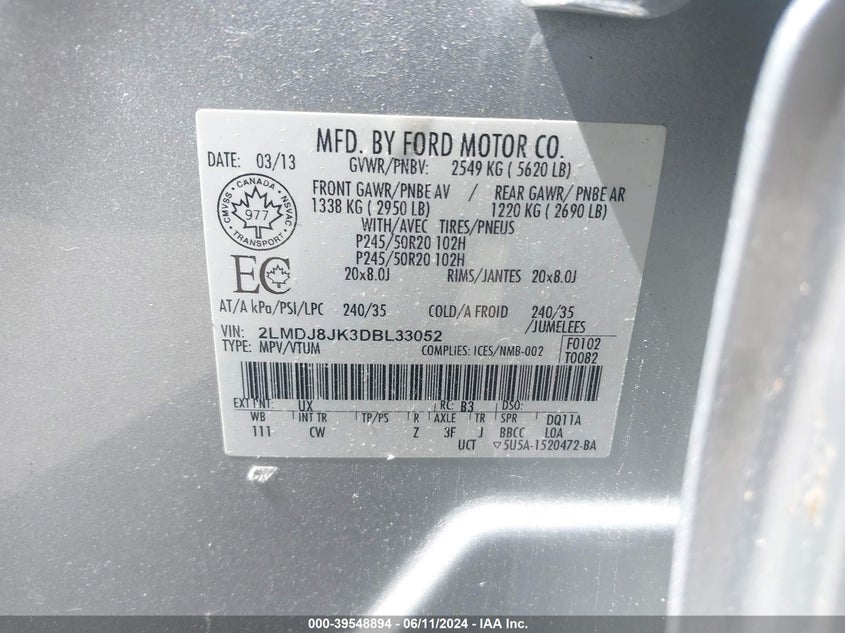 MFD. BY FORD MOTOR CO.
DATE: 03/13
GVWR/PNBV: 2549 KG ( 5620 LB)
FRONT GAWR/PNBE AV / REAR GAWR/ PNBE AR
1338 KG ( 2950 LB) 1220 KG ( 2690 LB)
WITH/AVEC TIRES/PNEUS
P245/50R20 102H
P245/50R20 102H
20x8.0J RIMS/JANTES 20x8.0J
CMVSS • CANADA • NSVAC
977
TRANSPORT
EC
AT/A kPa/PSI/LPC 240/35 COLD/A FROID 240/35
/JUMELEES
VIN: 2LMDJ8JK3DBL33052
TYPE: MPV/VTUM COMPLIES: ICES/NMB-002
F0102
T0082
EXT PNT: UX RC: B3 DSO:
WB INT TR TP/PS R AXLE TR SPR DQ11A
111 CW Z 3F J BBCC LOA
UCT ▽5U5A-1520472-BA
000-39548894 - 06/11/2024 - IAA Inc.